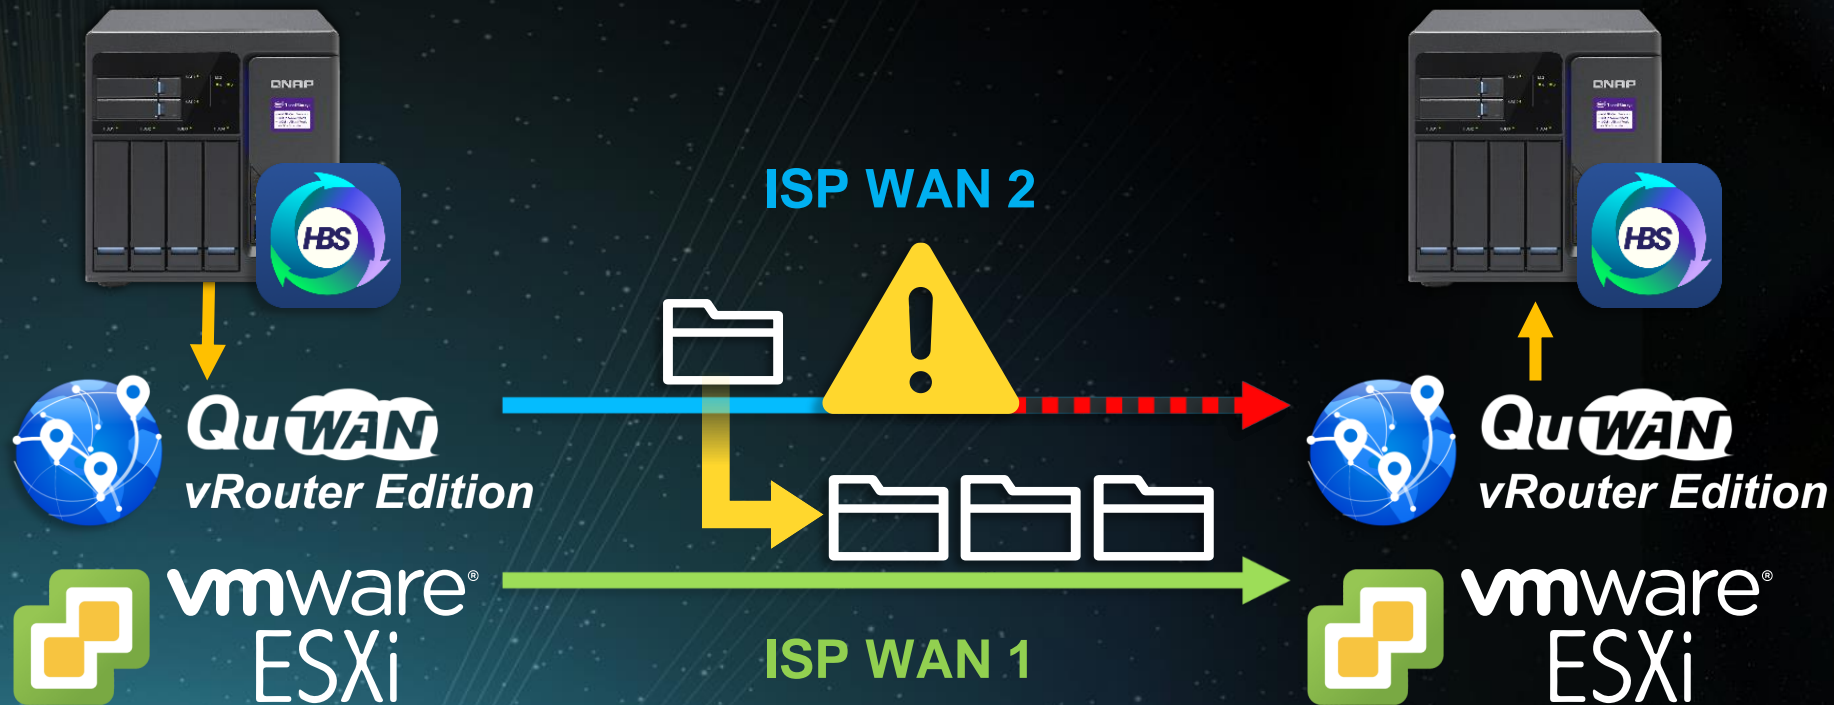 QNAP
HBS
QuWAN
vRouter Edition
vmware®
ESXi
ISP WAN 2
ISP WAN 1
QNAP
HBS
QuWAN
vRouter Edition
vmware®
ESXi